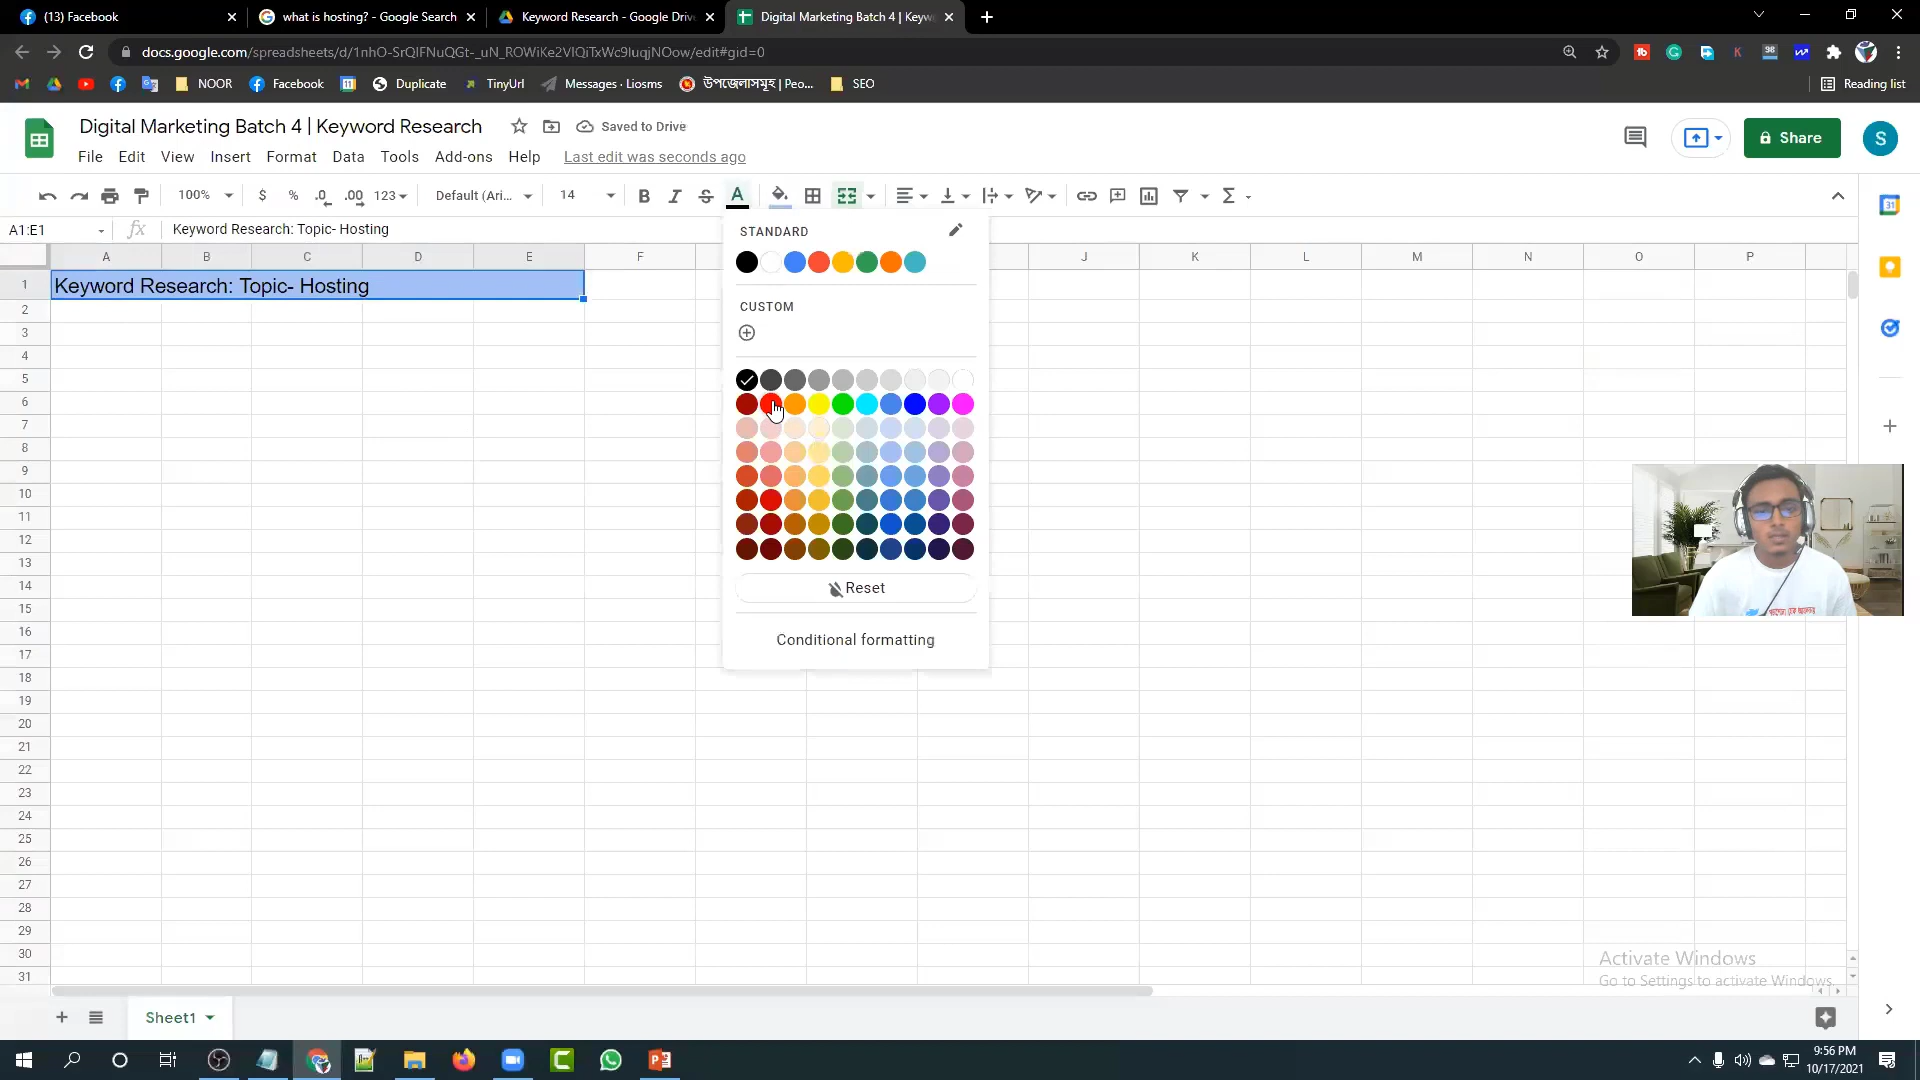 (13) Facebook
what is hosting? - Google Search
Keyword Research - Google Driv
Digital Marketing Batch 4 | Keyw
docs.google.com/spreadsheets/d/1nhO-SrQIFNuQGt-_uN_ROWiKe2VIQiTxWc9luqjNOow/edit#gid=0
NOOR
Facebook
Duplicate
TinyUrl
Messages · Liosms
উপজেলাসমূহ | Peo...
SEO
Reading list
Digital Marketing Batch 4 | Keyword Research
Saved to Drive
Share
S
File Edit View Insert Format Data Tools Add-ons Help Last edit was seconds ago
100% $ % .0 .00 123 Default (Ari... 14 B I S A
A1:E1 fx Keyword Research: Topic- Hosting
STANDARD
A B C D E F J K L M N O P
1 Keyword Research: Topic- Hosting
CUSTOM
2
3
4
5
6
7
8
9
10
11
12
13
14
15
16
17
18
19
20
21
22
23
24
25
26
27
28
29
30
31
Reset
Conditional formatting
Activate Windows
Go to Settings to activate Windows.
Sheet1
9:56 PM
10/17/2021